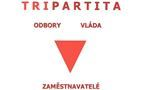 TRIPARTITA
ODBORY VLÁDA
ZAMĚSTNAVATELÉ